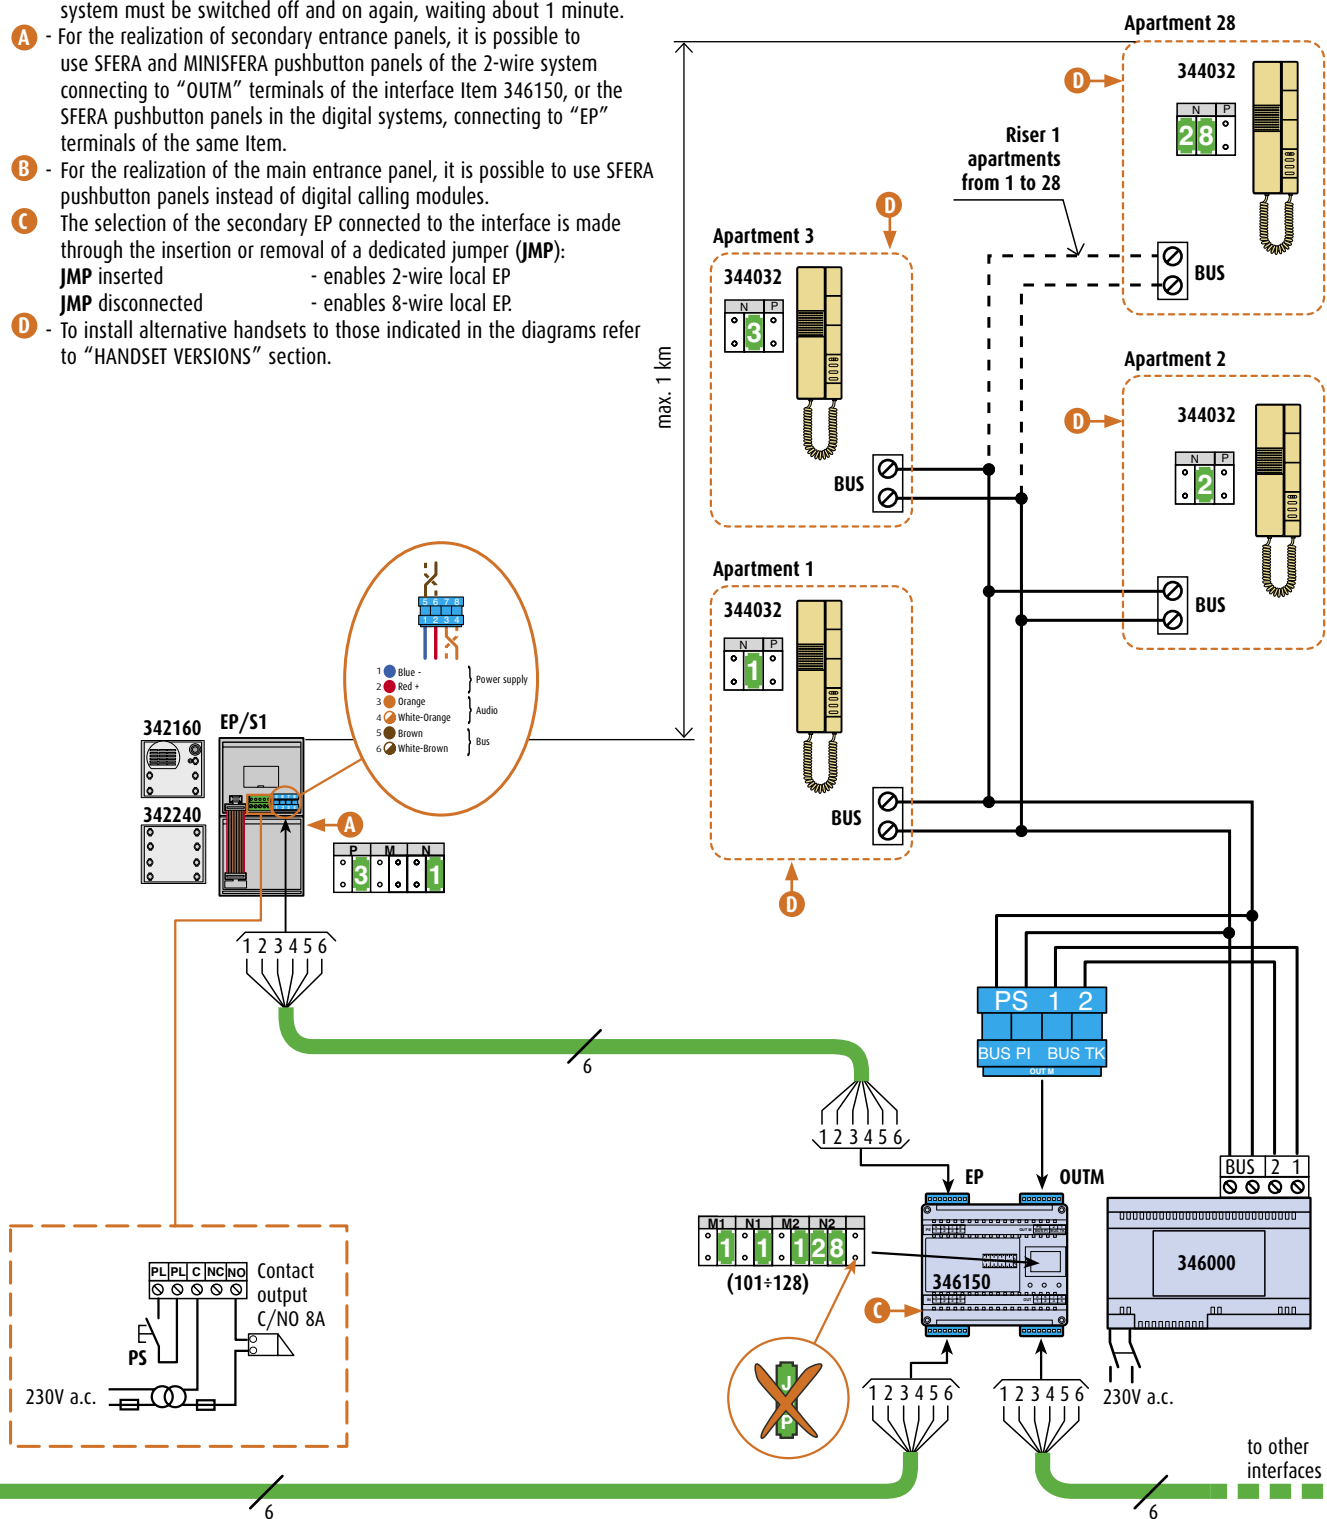 system must be switched off and on again, waiting about 1 minute.
A - For the realization of secondary entrance panels, it is possible to
use SFERA and MINISFERA pushbutton panels of the 2-wire system
connecting to “OUTM” terminals of the interface Item 346150, or the
SFERA pushbutton panels in the digital systems, connecting to “EP”
terminals of the same Item.
B - For the realization of the main entrance panel, it is possible to use SFERA
pushbutton panels instead of digital calling modules.
C The selection of the secondary EP connected to the interface is made
through the insertion or removal of a dedicated jumper (JMP):
JMP inserted - enables 2-wire local EP
JMP disconnected - enables 8-wire local EP.
D - To install alternative handsets to those indicated in the diagrams refer
to “HANDSET VERSIONS” section.
max. 1 km
Apartment 28
D
344032
N P
2 8
BUS
Riser 1
apartments
from 1 to 28
Apartment 3
D
344032
N P
3
BUS
Apartment 2
D
344032
N P
2
BUS
Apartment 1
344032
N P
1
BUS
D
5 6 7 8
1 2 3 4
1 Blue -
2 Red +
Power supply
3 Orange
4 White-Orange
Audio
5 Brown
6 White-Brown
Bus
342160
EP/S1
342240
A
P M N
3 1
1 2 3 4 5 6
6
1 2 3 4 5 6
PS 1 2
BUS PI BUS TK
OUT M
EP
OUTM
M1 N1 M2 N2
1 1 1 2 8
(101÷128)
346150
C
J
P
BUS 2 1
346000
230V a.c.
PL PL C NC NO
Contact
output
C/NO 8A
PS
230V a.c.
1 2 3 4 5 6
1 2 3 4 5 6
6
6
to other
interfaces